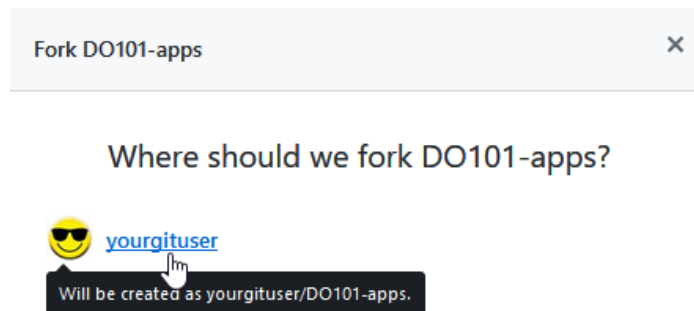 Fork DO101-apps
Where should we fork DO101-apps?
yourgituser
Will be created as yourgituser/DO101-apps.